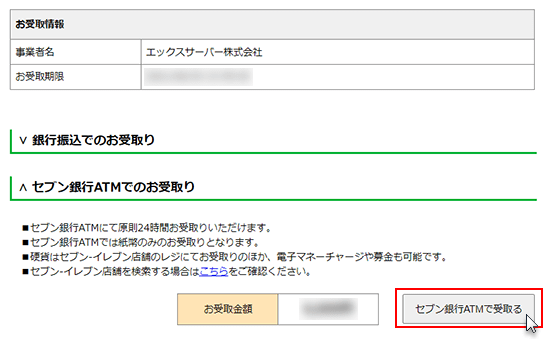 お受取情報
事業者名 エックスサーバー株式会社
お受取期限
∨ 銀行振込でのお受取り
∧ セブン銀行ATMでのお受取り
■セブン銀行ATMにて原則24時間お受取りいただけます。
■セブン銀行ATMでは紙幣のみのお受取りとなります。
■硬貨はセブン-イレブン店舗のレジにてお受取りのほか、電子マネーチャージや募金も可能です。
■セブン-イレブン店舗を検索する場合はこちらをご確認ください。
お受取金額 セブン銀行ATMで受取る